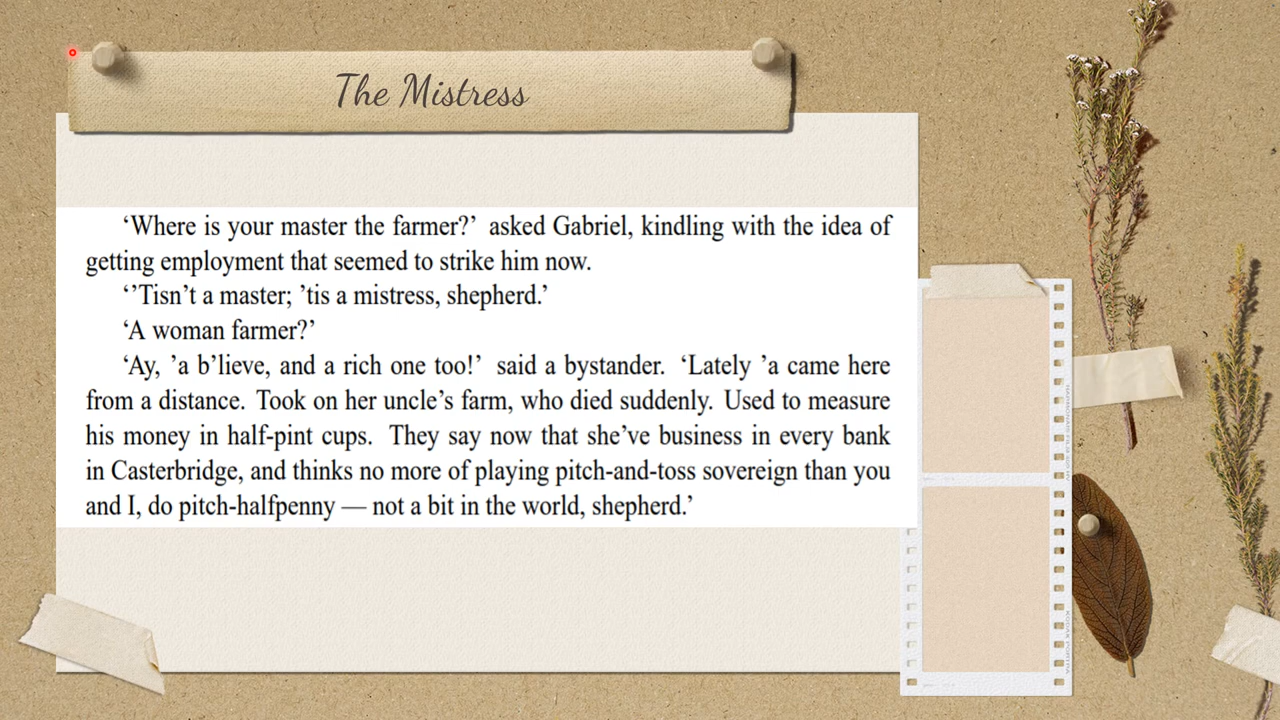 The Mistress
‘Where is your master the farmer?’ asked Gabriel, kindling with the idea of
getting employment that seemed to strike him now.
‘’Tisn’t a master; ’tis a mistress, shepherd.’
‘A woman farmer?’
‘Ay, ’a b’lieve, and a rich one too!’ said a bystander. ‘Lately ’a came here
from a distance. Took on her uncle’s farm, who died suddenly. Used to measure
his money in half-pint cups. They say now that she’ve business in every bank
in Casterbridge, and thinks no more of playing pitch-and-toss sovereign than you
and I, do pitch-halfpenny — not a bit in the world, shepherd.’